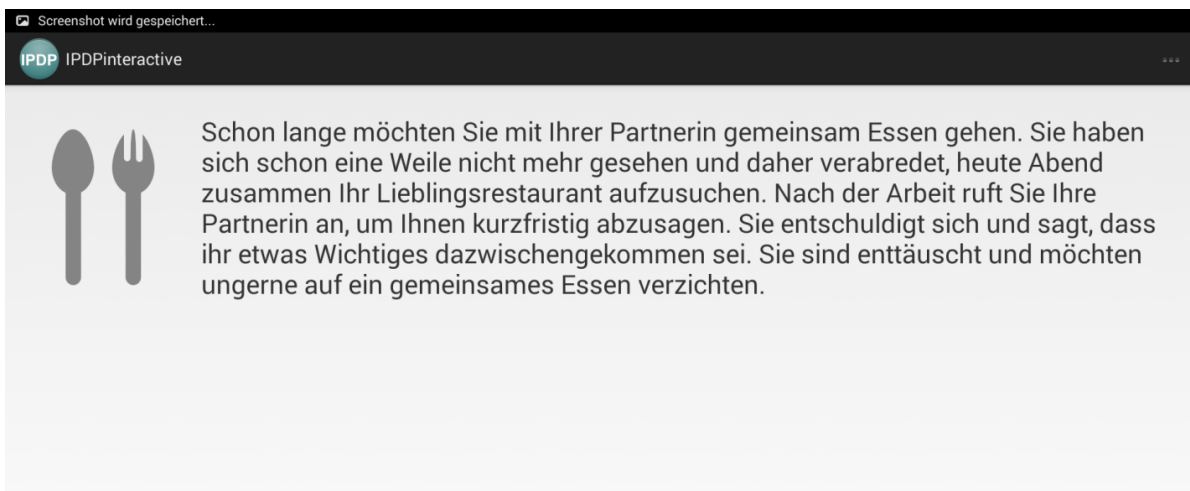 Screenshot wird gespeichert...
IPDP IPDPinteractive
Schon lange möchten Sie mit Ihrer Partnerin gemeinsam Essen gehen. Sie haben
sich schon eine Weile nicht mehr gesehen und daher verabredet, heute Abend
zusammen Ihr Lieblingsrestaurant aufzusuchen. Nach der Arbeit ruft Sie Ihre
Partnerin an, um Ihnen kurzfristig abzusagen. Sie entschuldigt sich und sagt, dass
ihr etwas Wichtiges dazwischengekommen sei. Sie sind enttäuscht und möchten
ungerne auf ein gemeinsames Essen verzichten.